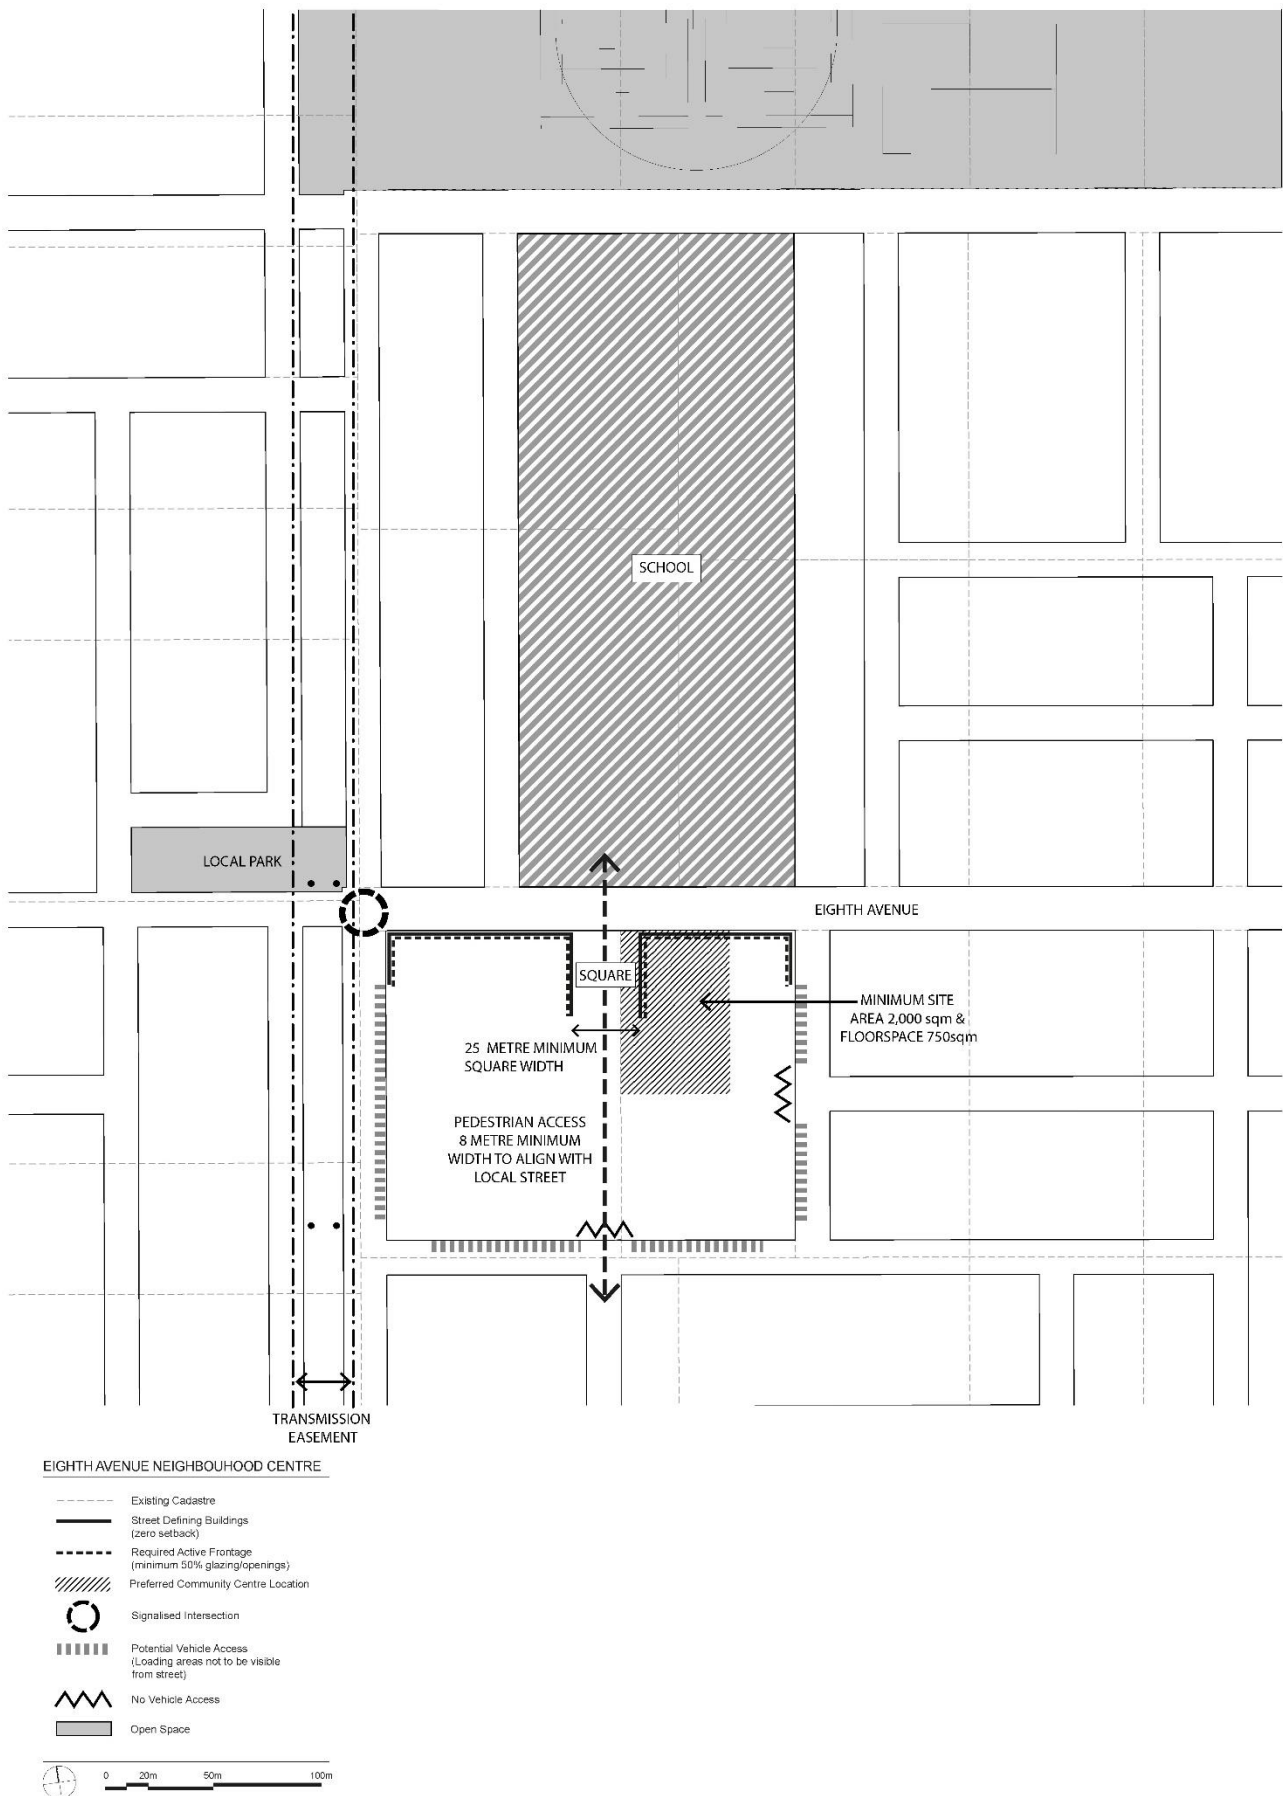 SCHOOL
LOCAL PARK
EIGHTH AVENUE
SQUARE
MINIMUM SITE
AREA 2,000 sqm &
FLOORSPACE 750sqm
25 METRE MINIMUM
SQUARE WIDTH
PEDESTRIAN ACCESS
8 METRE MINIMUM
WIDTH TO ALIGN WITH
LOCAL STREET
TRANSMISSION
EASEMENT
EIGHTH AVENUE NEIGHBOUHOOD CENTRE
Existing Cadastre
Street Defining Buildings
(zero setback)
Required Active Frontage
(minimum 50% glazing/openings)
Preferred Community Centre Location
Signalised Intersection
Potential Vehicle Access
(Loading areas not to be visible
from street)
No Vehicle Access
Open Space
0 20m 50m 100m